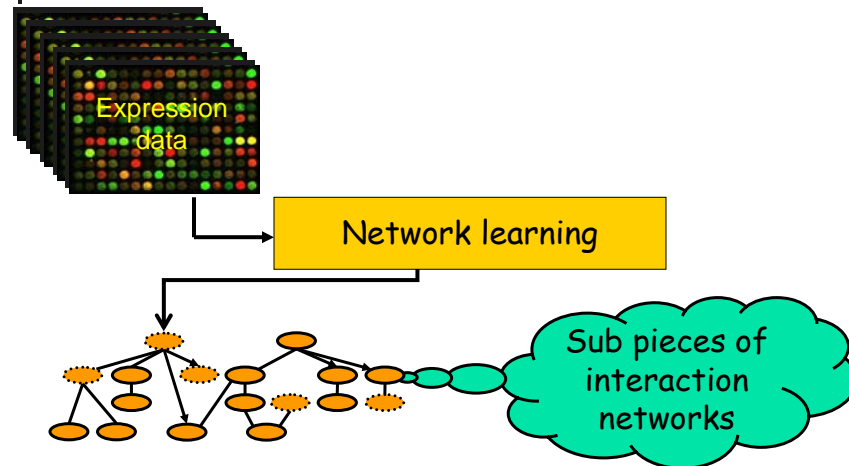 Expression
data
Network learning
Sub pieces of
interaction
networks